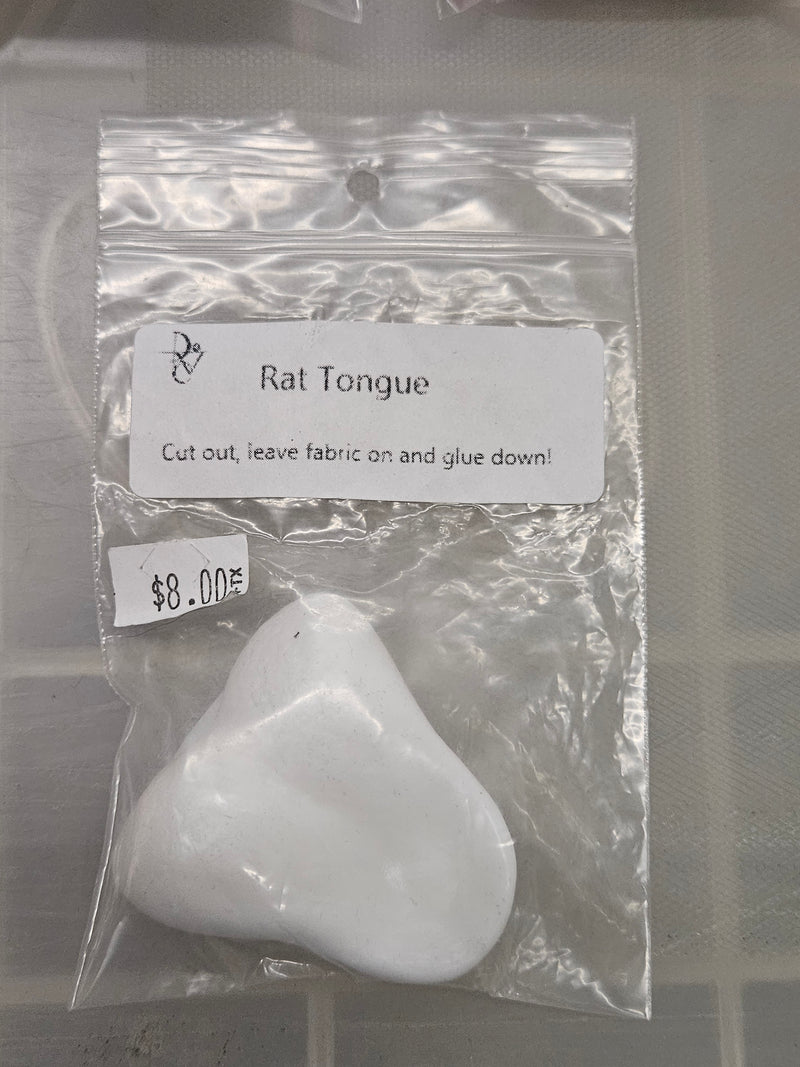 Rat Tongue
Cut out, leave fabric on and glue down!
$8.00